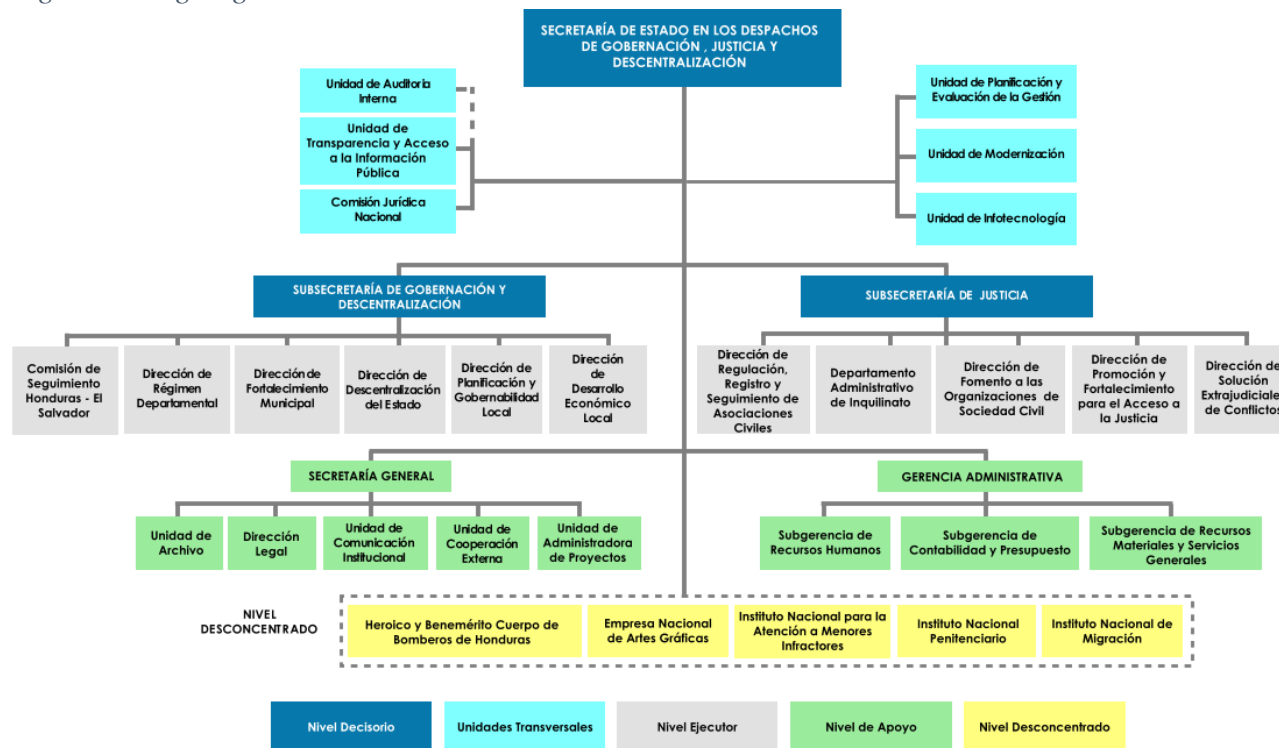 SECRETARÍA DE ESTADO EN LOS DESPACHOS
DE GOBERNACIÓN , JUSTICIA Y
DESCENTRALIZACIÓN
Unidad de Auditoría
Interna
Unidad de
Transparencia y Acceso
a la Información
Pública
Comisión Jurídica
Nacional
Unidad de Planificación y
Evaluación de la Gestión
Unidad de Modernización
Unidad de Infotecnología
SUBSECRETARÍA DE GOBERNACIÓN Y
DESCENTRALIZACIÓN
SUBSECRETARÍA DE JUSTICIA
Comisión de
Seguimiento
Honduras - El
Salvador
Dirección de
Régimen
Departamental
Dirección de
Fortalecimiento
Municipal
Dirección de
Descentralización
del Estado
Dirección de
Planificación y
Gobernabilidad
Local
Dirección
de
Desarrollo
Económico
Local
Dirección de
Regulación,
Registro y
Seguimiento de
Asociaciones
Civiles
Departamento
Administrativo
de Inquilinato
Dirección de
Fomento a las
Organizaciones de
Sociedad Civil
Dirección de
Promoción y
Fortalecimiento
para el Acceso a
la Justicia
Dirección de
Solución
Extrajudiciales
de Conflictos
SECRETARÍA GENERAL
GERENCIA ADMINISTRATIVA
Unidad de
Archivo
Dirección
Legal
Unidad de
Comunicación
Institucional
Unidad de
Cooperación
Externa
Unidad de
Administradora
de Proyectos
Subgerencia de
Recursos Humanos
Subgerencia de
Contabilidad y Presupuesto
Subgerencia de Recursos
Materiales y Servicios
Generales
NIVEL
DESCONCENTRADO
Heroico y Benemérito Cuerpo de
Bomberos de Honduras
Empresa Nacional
de Artes Gráficas
Instituto Nacional para la
Atención a Menores
Infractores
Instituto Nacional
Penitenciario
Instituto Nacional de
Migración
Nivel Decisorio
Unidades Transversales
Nivel Ejecutor
Nivel de Apoyo
Nivel Desconcentrado